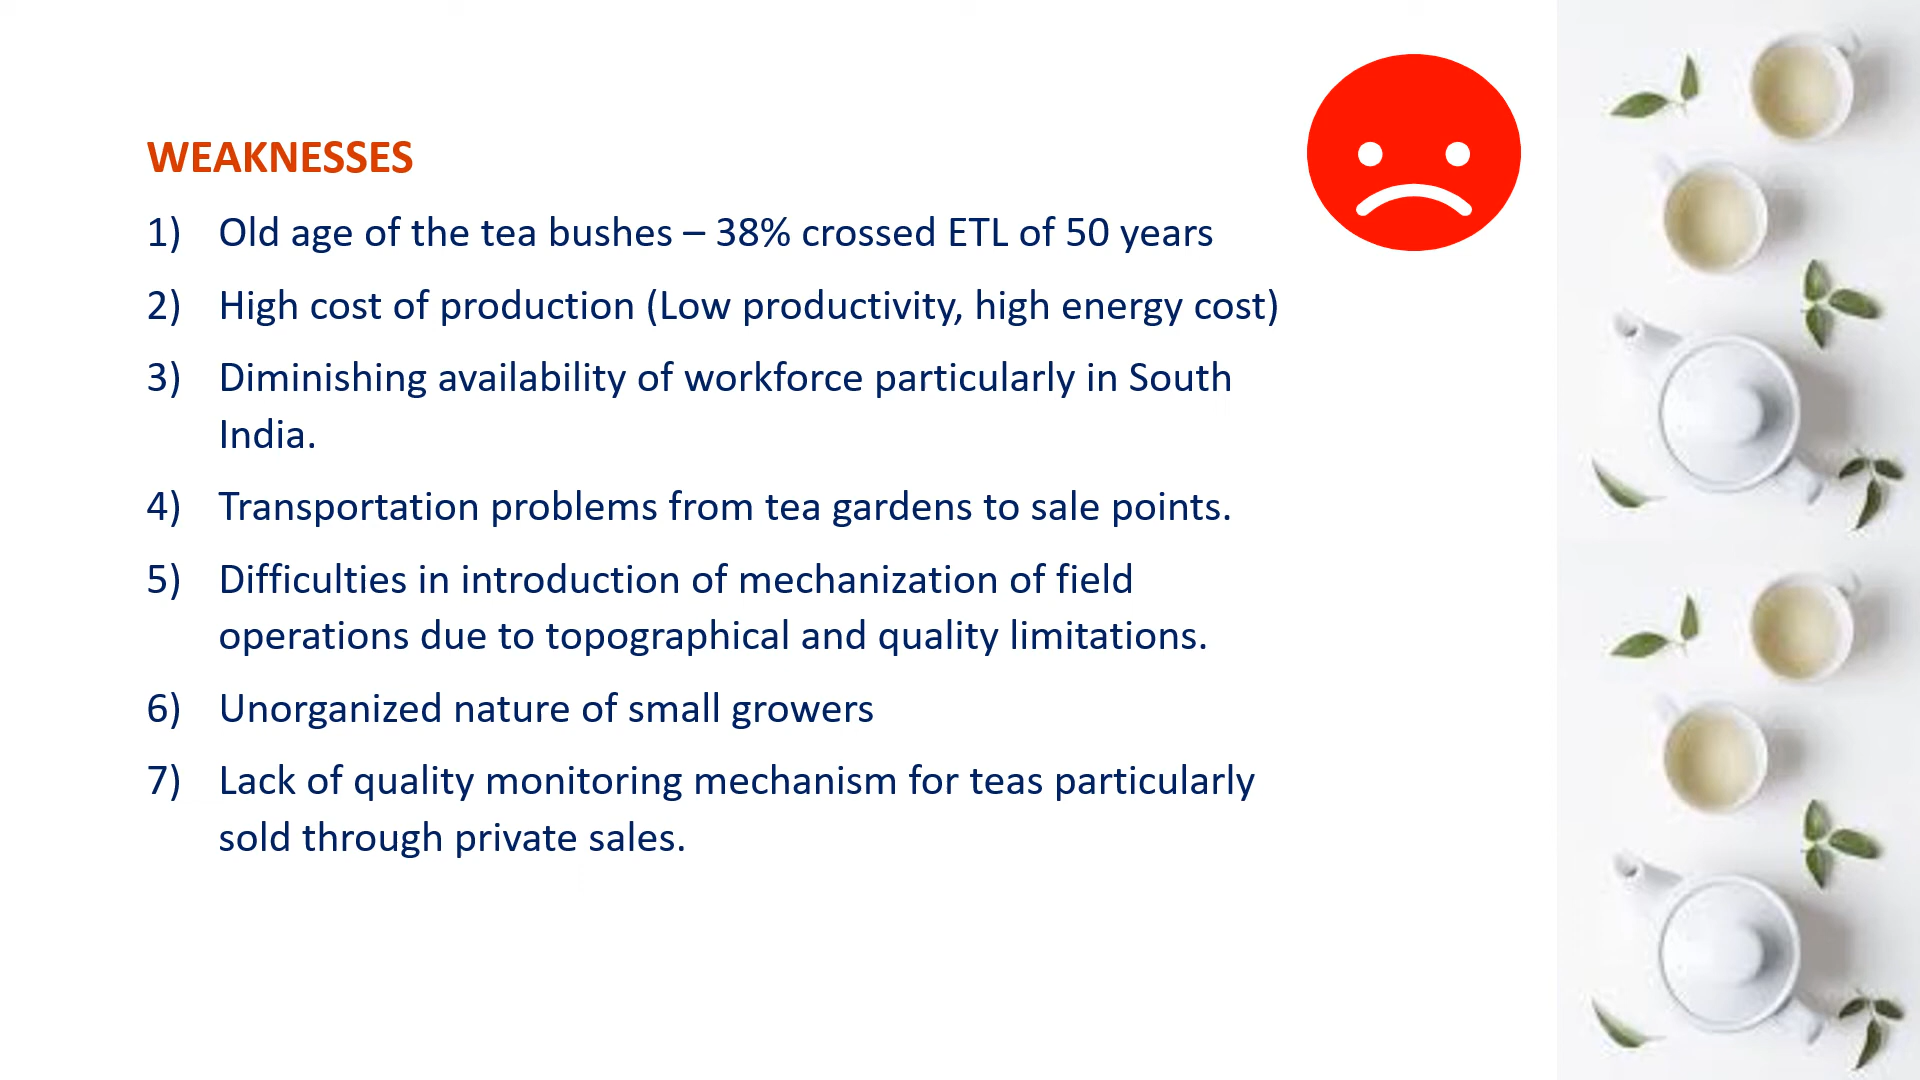 WEAKNESSES
1) Old age of the tea bushes – 38% crossed ETL of 50 years
2) High cost of production (Low productivity, high energy cost)
3) Diminishing availability of workforce particularly in South
India.
4) Transportation problems from tea gardens to sale points.
5) Difficulties in introduction of mechanization of field
operations due to topographical and quality limitations.
6) Unorganized nature of small growers
7) Lack of quality monitoring mechanism for teas particularly
sold through private sales.